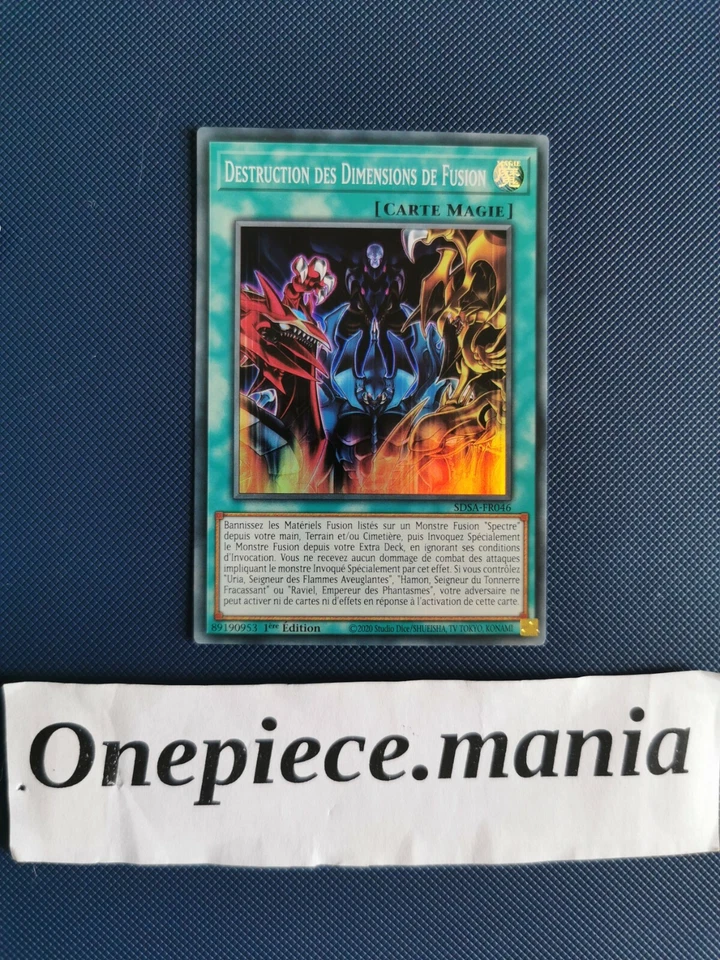 DESTRUCTION DES DIMENSIONS DE FUSION
[CARTE MAGIE]
SDSA-FR046
Bannissez les Matériels Fusion listés sur un Monstre Fusion "Spectre"
depuis votre main, Terrain et/ou Cimetière, puis Invoquez Spécialement
le Monstre Fusion depuis votre Extra Deck, en ignorant ses conditions
d'Invocation. Vous ne recevez aucun dommage de combat des attaques
impliquant le monstre Invoqué Spécialement par cet effet. Si vous contrôlez
"Uria, Seigneur des Flammes Aveuglantes", "Hamon, Seigneur du Tonnerre
Fracassant" ou "Raviel, Empereur des Phantasmes", votre adversaire ne
peut activer ni de cartes ni d'effets en réponse à l'activation de cette carte.
89190953 1ère Édition ©2020 Studio Dice/SHUEISHA, TV TOKYO, KONAMI
Onepiece.mania